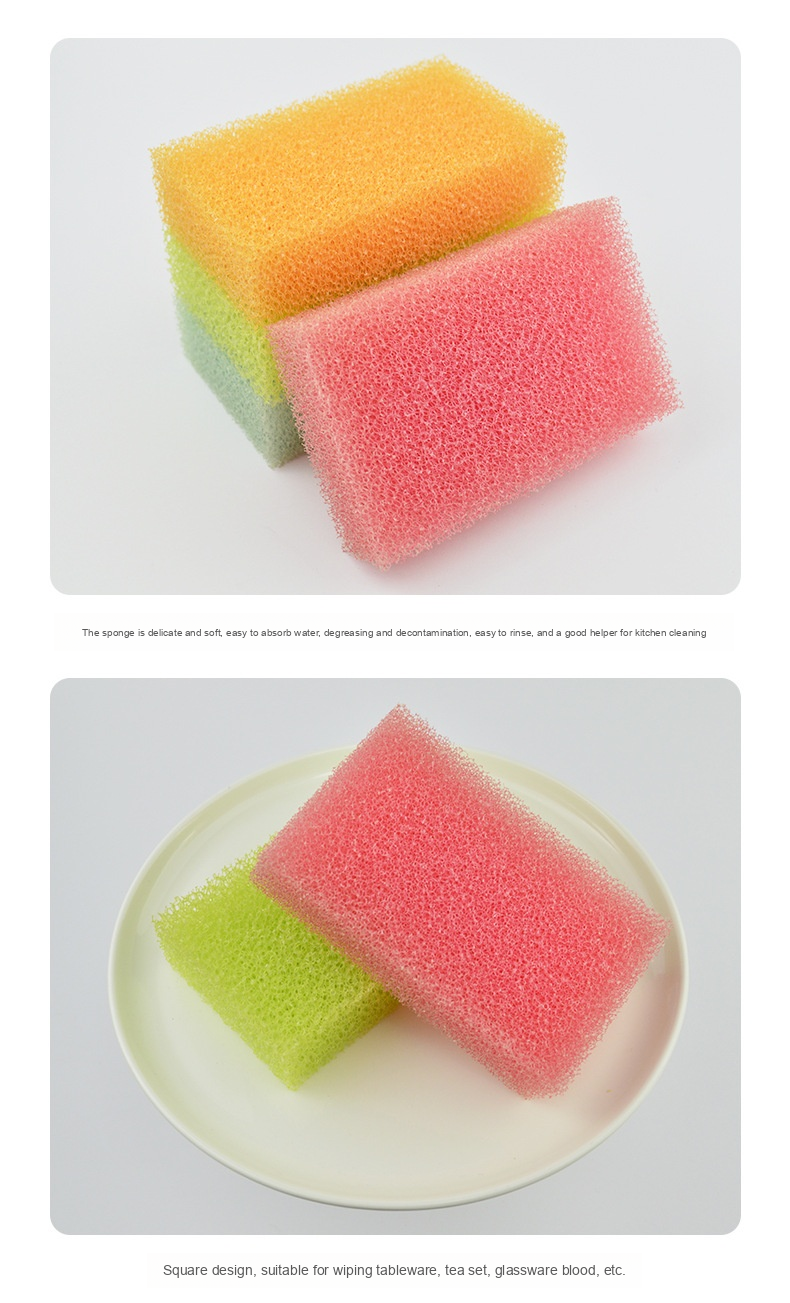 The sponge is delicate and soft, easy to absorb water, degreasing and decontamination, easy to rinse, and a good helper for kitchen cleaning
Square design, suitable for wiping tableware, tea set, glassware blood, etc.